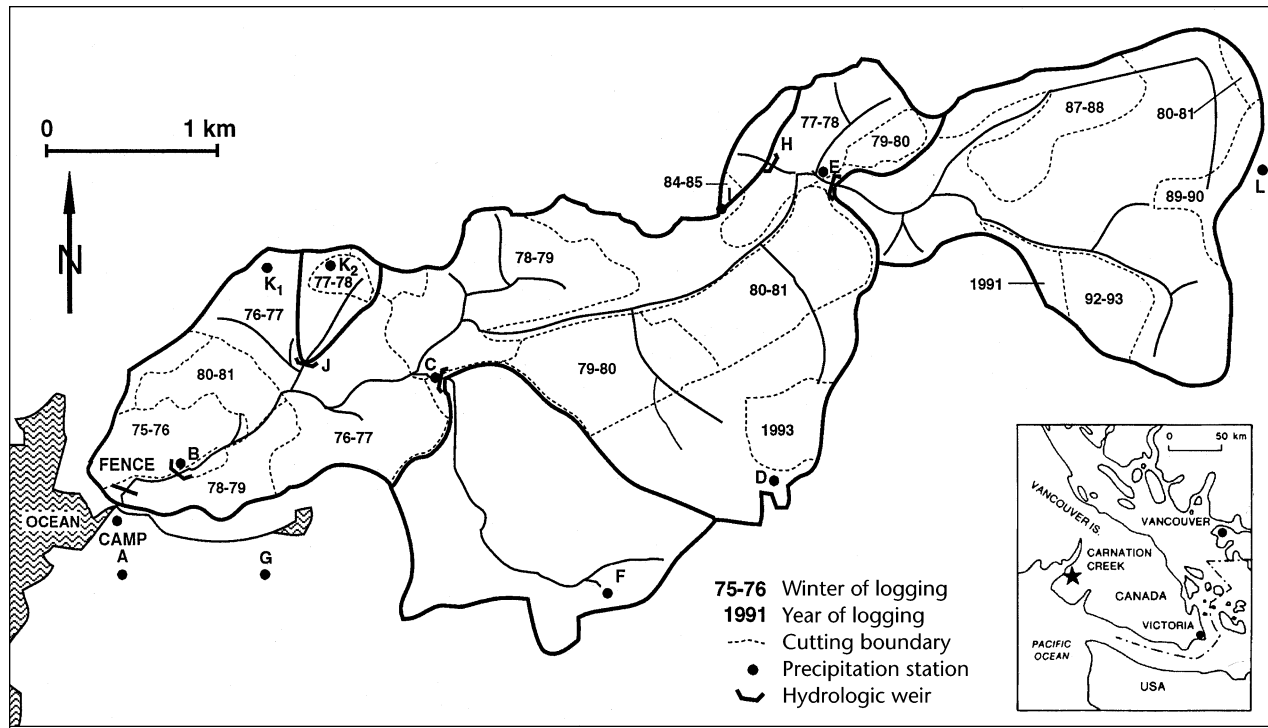 0 1 km
N
87-88
80-81
77-78
79-80
H
E
L
84-85
I
89-90
78-79
80-81
K1
K2
77-78
1991
92-93
76-77
J
C
80-81
79-80
75-76
76-77
1993
B
FENCE
78-79
D
OCEAN
CAMP
A
G
F
75-76 Winter of logging
1991 Year of logging
Cutting boundary
Precipitation station
Hydrologic weir
0 50 km
VANCOUVER IS.
VANCOUVER
CARNATION
CREEK
CANADA
VICTORIA
PACIFIC
OCEAN
USA